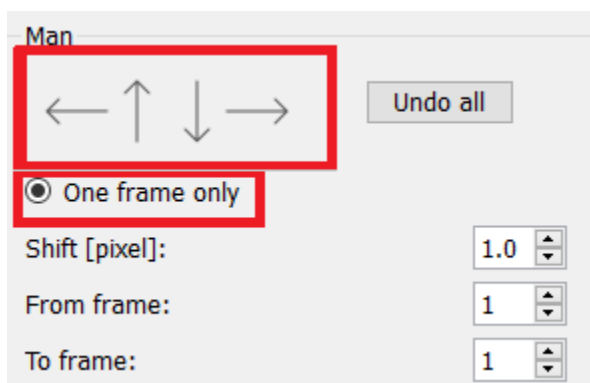 Man
Undo all
One frame only
Shift [pixel]: 1.0
From frame: 1
To frame: 1